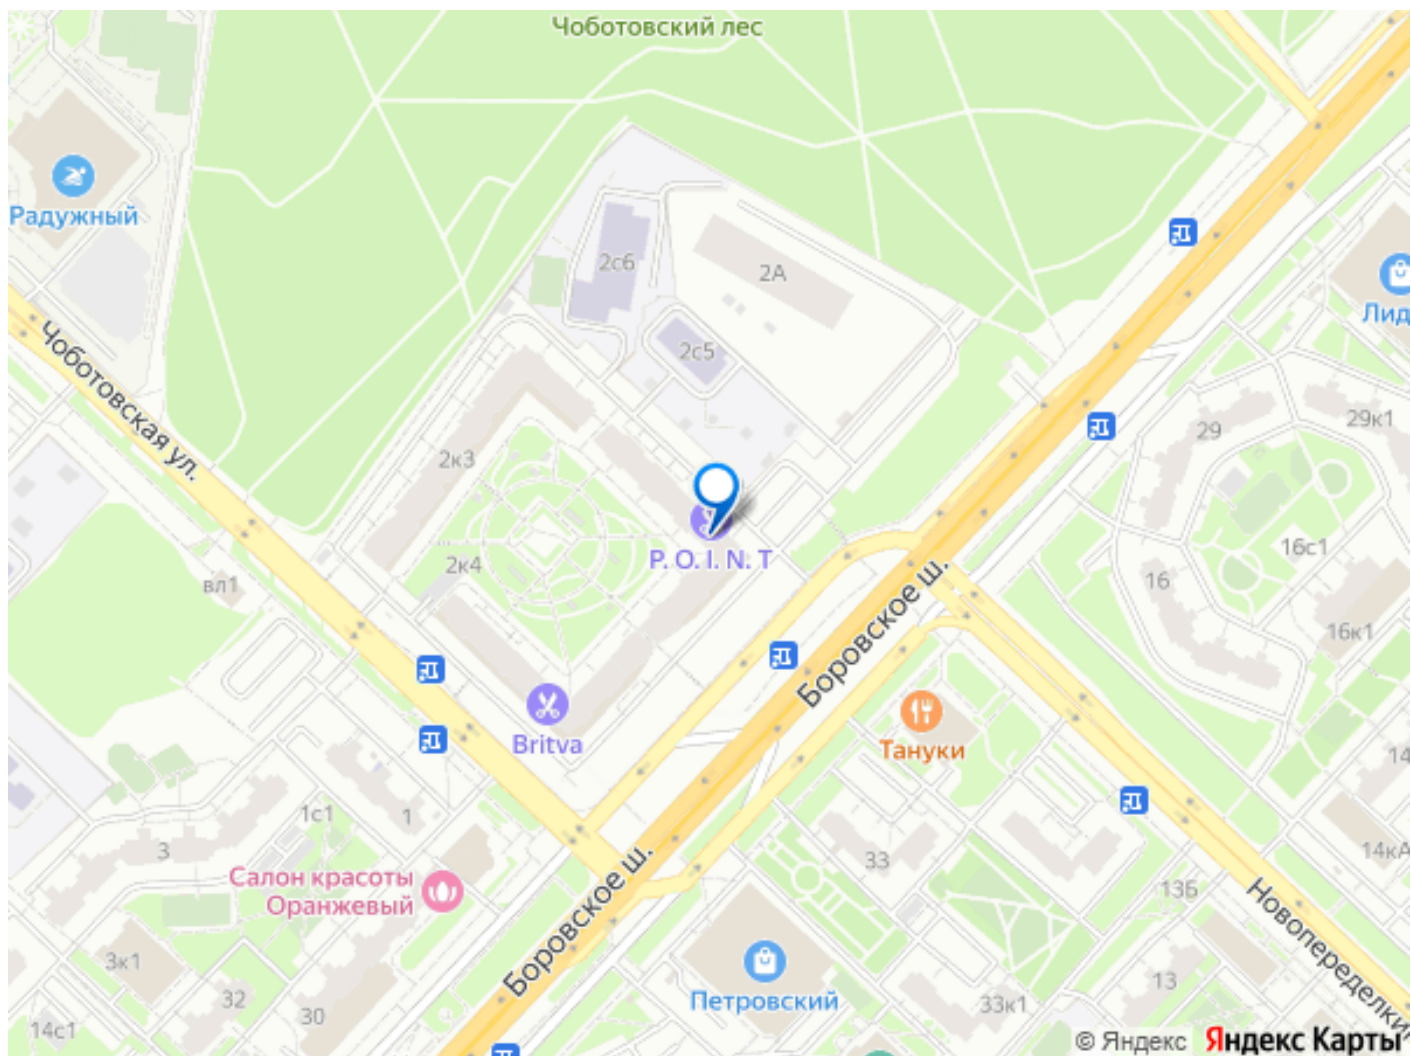 Чоботовский лес
Радужный
2с6
2А
Лид
2с5
Чоботовская ул.
29к1
29
2к3
16с1
P. O. I. N. T
2к4
16
вл1
Боровское ш.
16к1
Britva
Тануки
14
1с1
1
3
33
14кА
Салон красоты
Оранжевый
13Б
Боровское ш.
Новопеределки
3к1
Петровский
13
32
33к1
30
14с1
© Яндекс Яндекс Карты